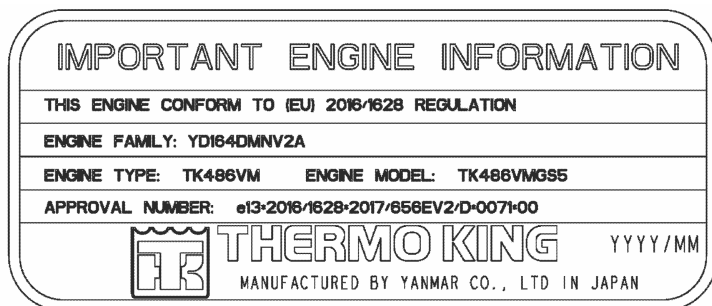 IMPORTANT ENGINE INFORMATION
THIS ENGINE CONFORM TO (EU) 2016/1628 REGULATION
ENGINE FAMILY: YD164DMNV2A
ENGINE TYPE: TK486VM ENGINE MODEL: TK486VMGS5
APPROVAL NUMBER: e13*2016/1628*2017/656EV2/D*0071*00
TK THERMO KING YYYY/MM
MANUFACTURED BY YANMAR CO., LTD IN JAPAN